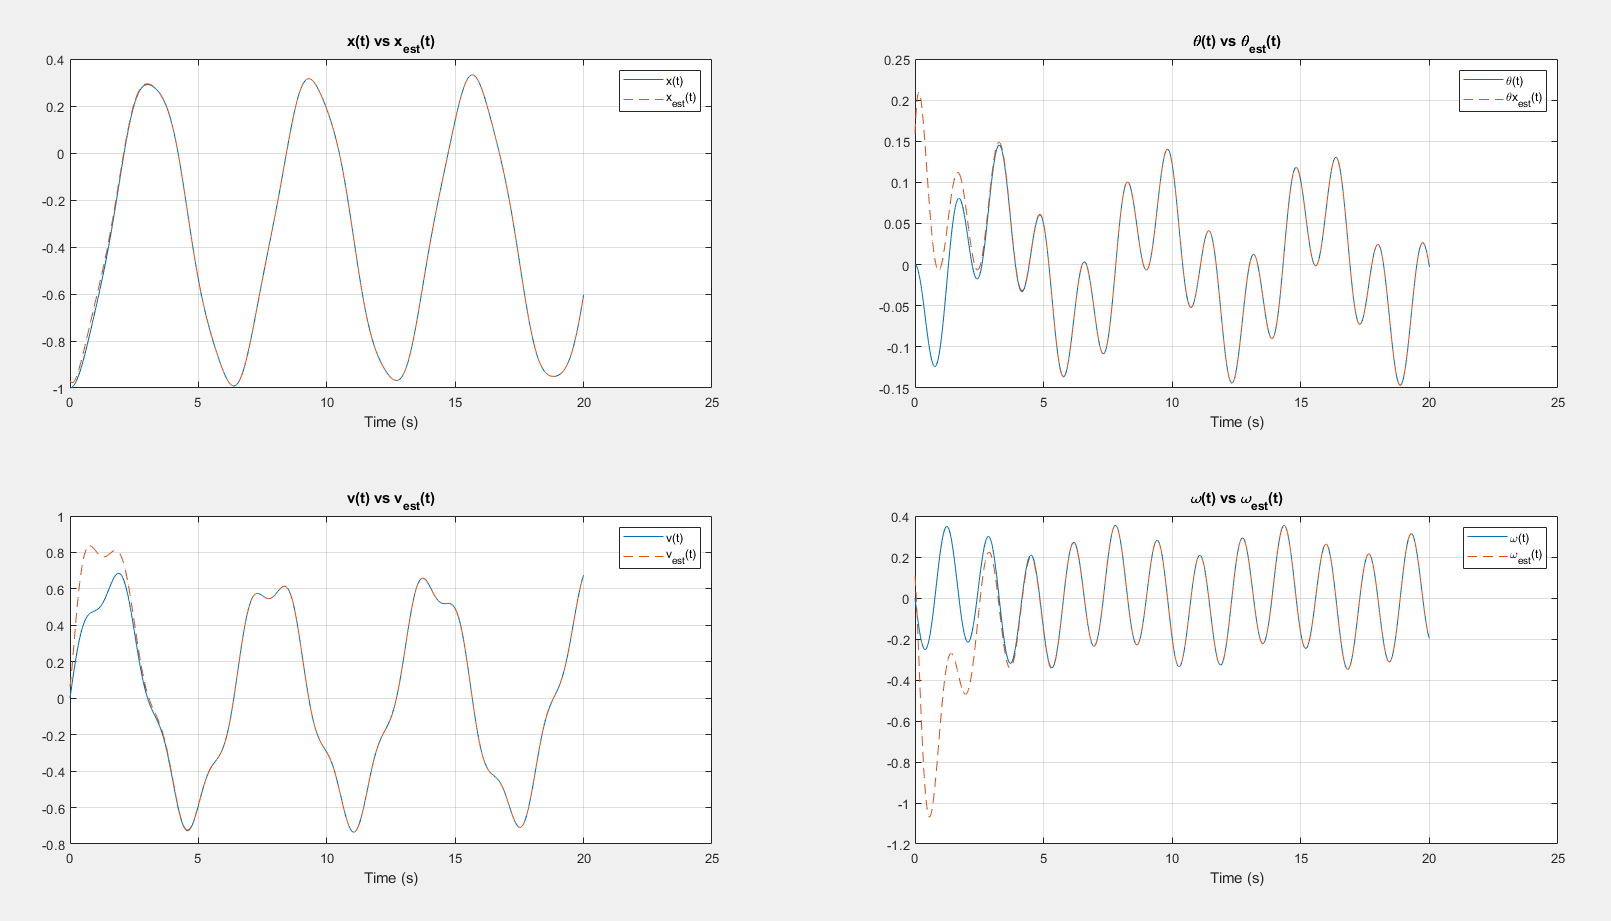 x(t) vs x_est(t)
0.4
0.2
0
-0.2
-0.4
-0.6
-0.8
-1
0 5 10 15 20 25
Time (s)
x(t)
x_est(t)
θ(t) vs θ_est(t)
0.25
0.2
0.15
0.1
0.05
0
-0.05
-0.1
-0.15
0 5 10 15 20 25
Time (s)
θ(t)
θx_est(t)
v(t) vs v_est(t)
1
0.8
0.6
0.4
0.2
0
-0.2
-0.4
-0.6
-0.8
0 5 10 15 20 25
Time (s)
v(t)
v_est(t)
ω(t) vs ω_est(t)
0.4
0.2
0
-0.2
-0.4
-0.6
-0.8
-1
-1.2
0 5 10 15 20 25
Time (s)
ω(t)
ω_est(t)